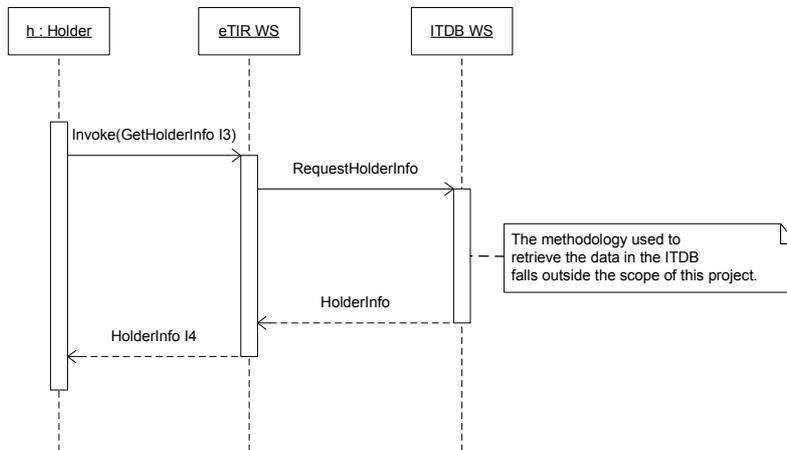 h : Holder
eTIR WS
ITDB WS
Invoke(GetHolderInfo I3)
RequestHolderInfo
The methodology used to
retrieve the data in the ITDB
falls outside the scope of this project.
HolderInfo
HolderInfo I4